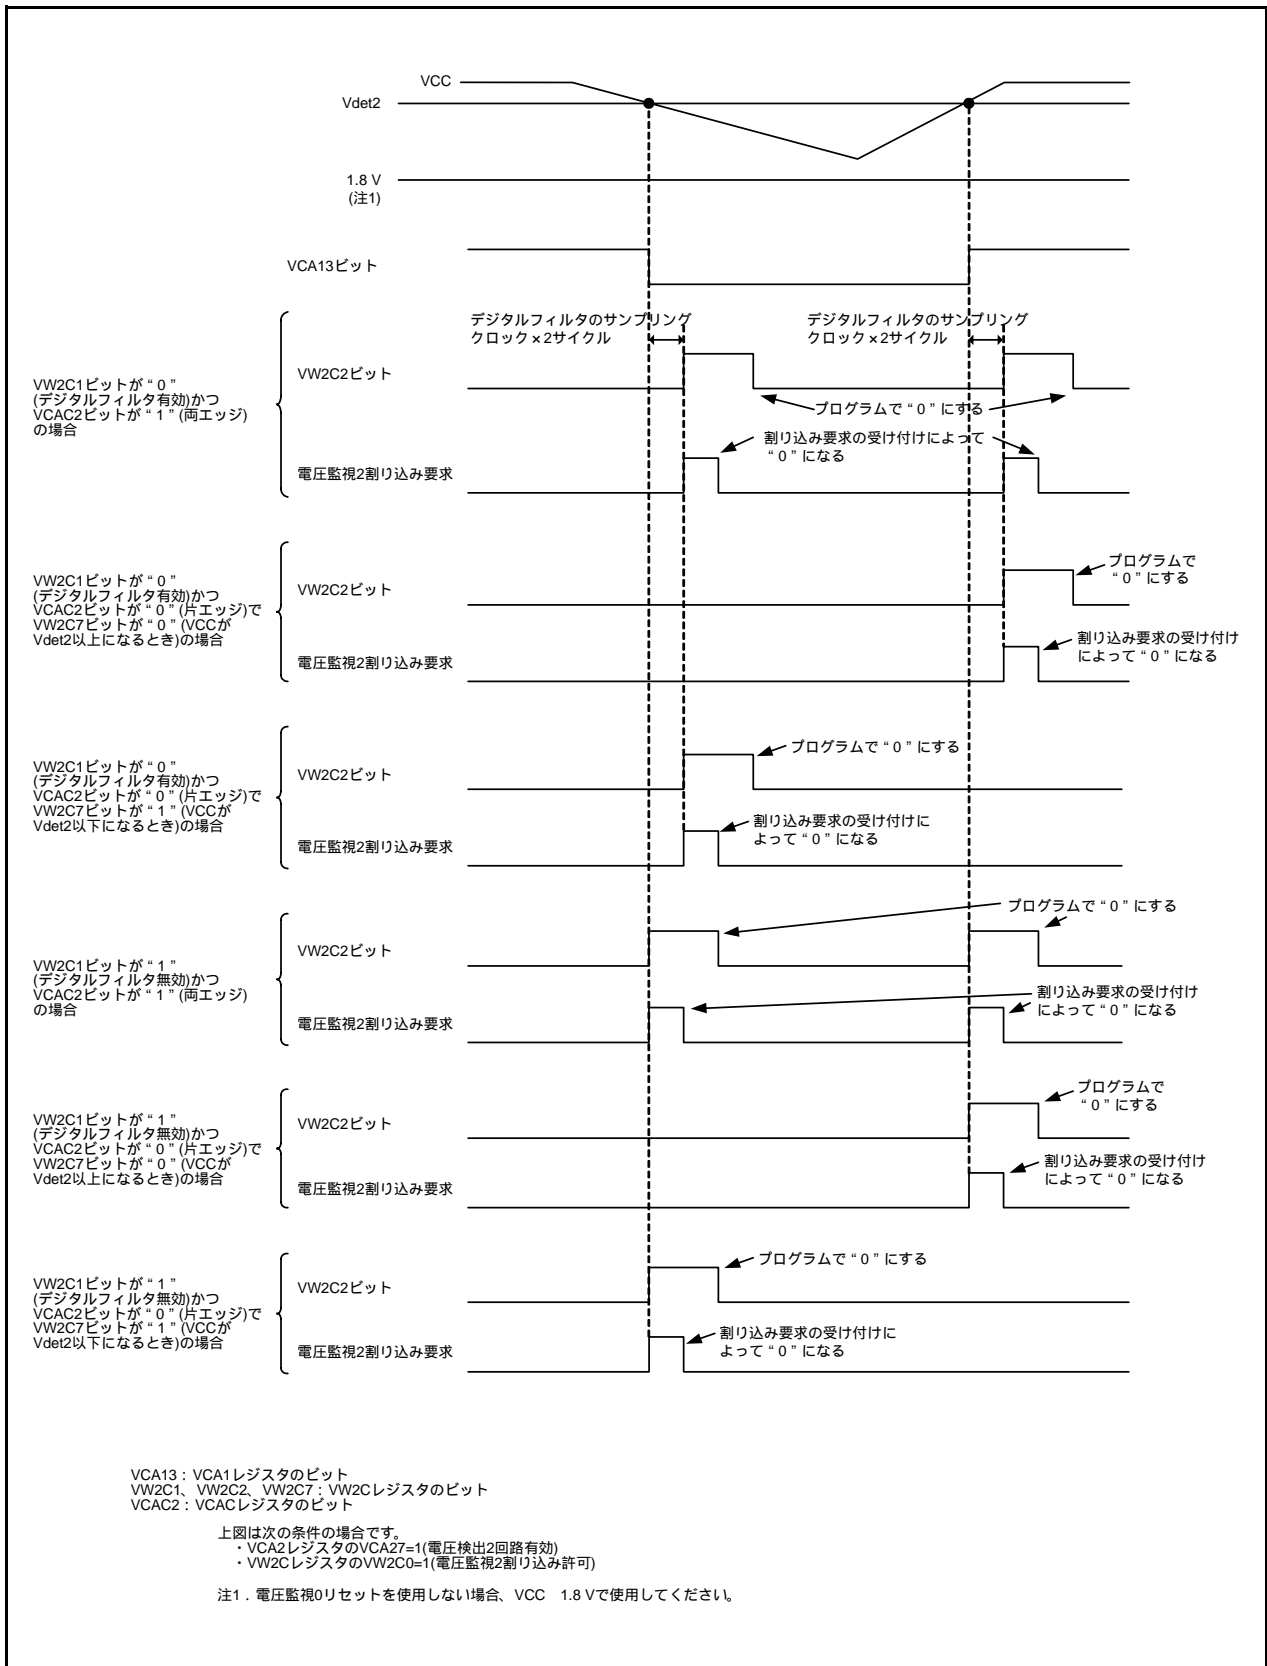 VCC
Vdet2
1.8 V
(注1)
VCA13ビット
デジタルフィルタのサンプリング
クロック×2サイクル
デジタルフィルタのサンプリング
クロック×2サイクル
VW2C1ビットが“0”
(デジタルフィルタ有効)かつ
VCAC2ビットが“1”(両エッジ)
の場合
VW2C2ビット
プログラムで“0”にする
割り込み要求の受け付けによって
“0”になる
電圧監視2割り込み要求
VW2C1ビットが“0”
(デジタルフィルタ有効)かつ
VCAC2ビットが“0”(片エッジ)で
VW2C7ビットが“0”(VCCが
Vdet2以上になるとき)の場合
VW2C2ビット
プログラムで
“0”にする
電圧監視2割り込み要求
割り込み要求の受け付け
によって“0”になる
VW2C1ビットが“0”
(デジタルフィルタ有効)かつ
VCAC2ビットが“0”(片エッジ)で
VW2C7ビットが“1”(VCCが
Vdet2以下になるとき)の場合
VW2C2ビット
プログラムで“0”にする
電圧監視2割り込み要求
割り込み要求の受け付けに
よって“0”になる
VW2C1ビットが“1”
(デジタルフィルタ無効)かつ
VCAC2ビットが“1”(両エッジ)
の場合
VW2C2ビット
プログラムで“0”にする
電圧監視2割り込み要求
割り込み要求の受け付け
によって“0”になる
VW2C1ビットが“1”
(デジタルフィルタ無効)かつ
VCAC2ビットが“0”(片エッジ)で
VW2C7ビットが“0”(VCCが
Vdet2以上になるとき)の場合
VW2C2ビット
プログラムで
“0”にする
電圧監視2割り込み要求
割り込み要求の受け付け
によって“0”になる
VW2C1ビットが“1”
(デジタルフィルタ無効)かつ
VCAC2ビットが“0”(片エッジ)で
VW2C7ビットが“1”(VCCが
Vdet2以下になるとき)の場合
VW2C2ビット
プログラムで“0”にする
電圧監視2割り込み要求
割り込み要求の受け付けに
よって“0”になる
VCA13：VCA1レジスタのビット
VW2C1、VW2C2、VW2C7：VW2Cレジスタのビット
VCAC2：VCACレジスタのビット
上図は次の条件の場合です。
・VCA2レジスタのVCA27=1(電圧検出2回路有効)
・VW2CレジスタのVW2C0=1(電圧監視2割り込み許可)
注1．電圧監視0リセットを使用しない場合、VCC　1.8 Vで使用してください。